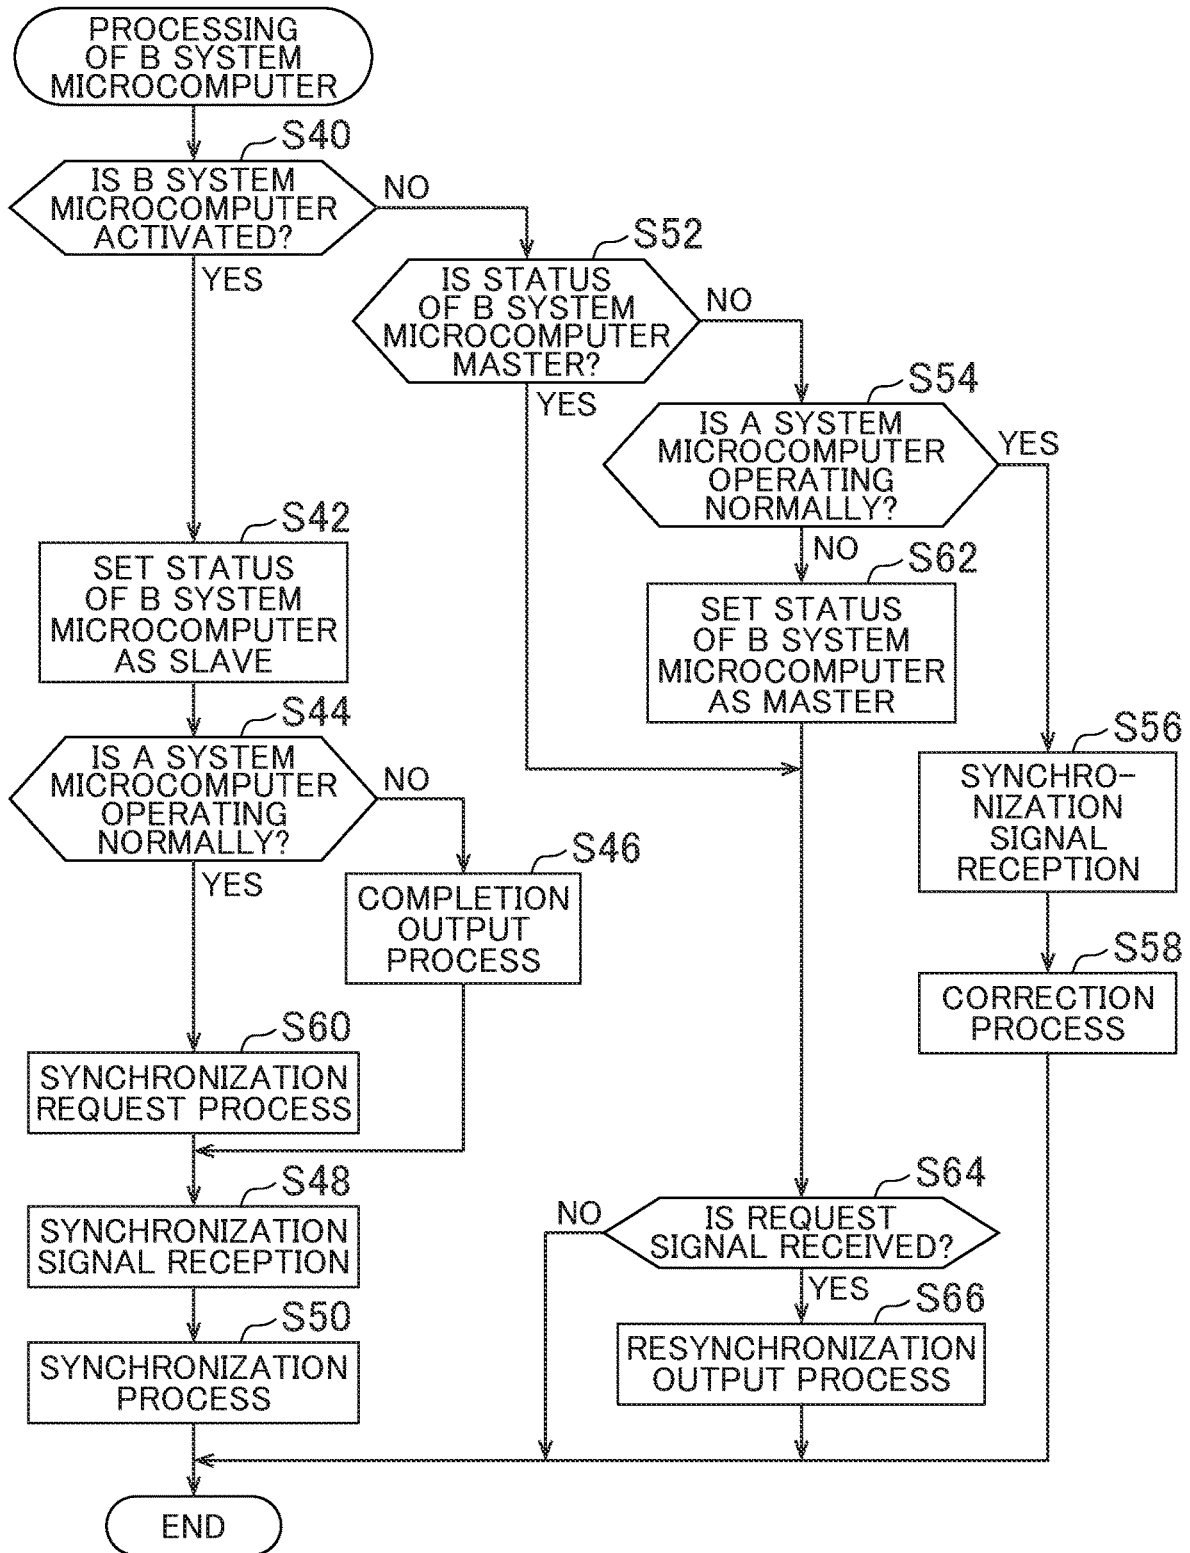 PROCESSING
OF B SYSTEM
MICROCOMPUTER
S40
IS B SYSTEM
MICROCOMPUTER
ACTIVATED?
NO
YES
S52
IS STATUS
OF B SYSTEM
MICROCOMPUTER
MASTER?
NO
YES
S54
IS A SYSTEM
MICROCOMPUTER
OPERATING
NORMALLY?
YES
NO
S42
SET STATUS
OF B SYSTEM
MICROCOMPUTER
AS SLAVE
S62
SET STATUS
OF B SYSTEM
MICROCOMPUTER
AS MASTER
S44
IS A SYSTEM
MICROCOMPUTER
OPERATING
NORMALLY?
NO
YES
S56
SYNCHRO-
NIZATION
SIGNAL
RECEPTION
S46
COMPLETION
OUTPUT
PROCESS
S58
CORRECTION
PROCESS
S60
SYNCHRONIZATION
REQUEST PROCESS
S48
SYNCHRONIZATION
SIGNAL RECEPTION
S64
IS REQUEST
SIGNAL RECEIVED?
NO
YES
S50
SYNCHRONIZATION
PROCESS
S66
RESYNCHRONIZATION
OUTPUT PROCESS
END